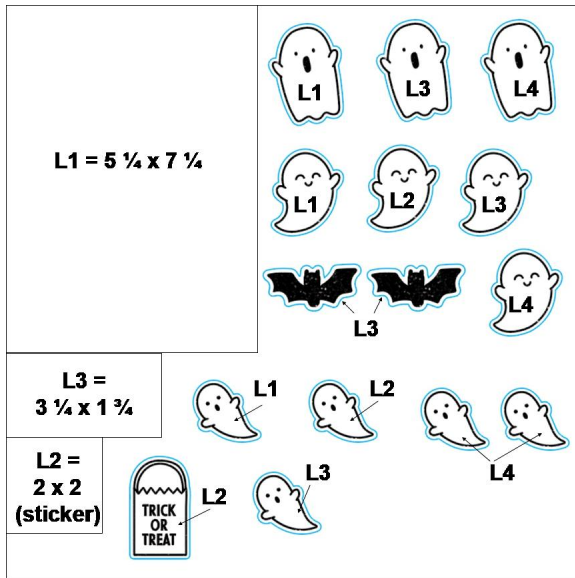 L1 L3 L4
L1 = 5 ¼ x 7 ¼
L1 L2 L3
L4
L3
L3 =
3 ¼ x 1 ¾
L1 L2
L4
L2 =
2 x 2
(sticker)
L2 L3
TRICK
OR
TREAT